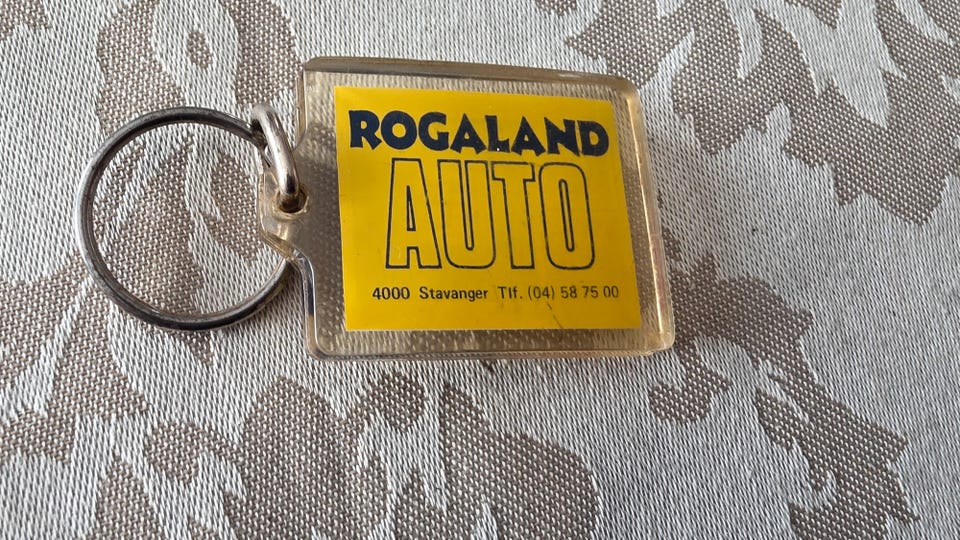 ROGALAND
AUTO
4000 Stavanger Tlf. (04) 58 75 00